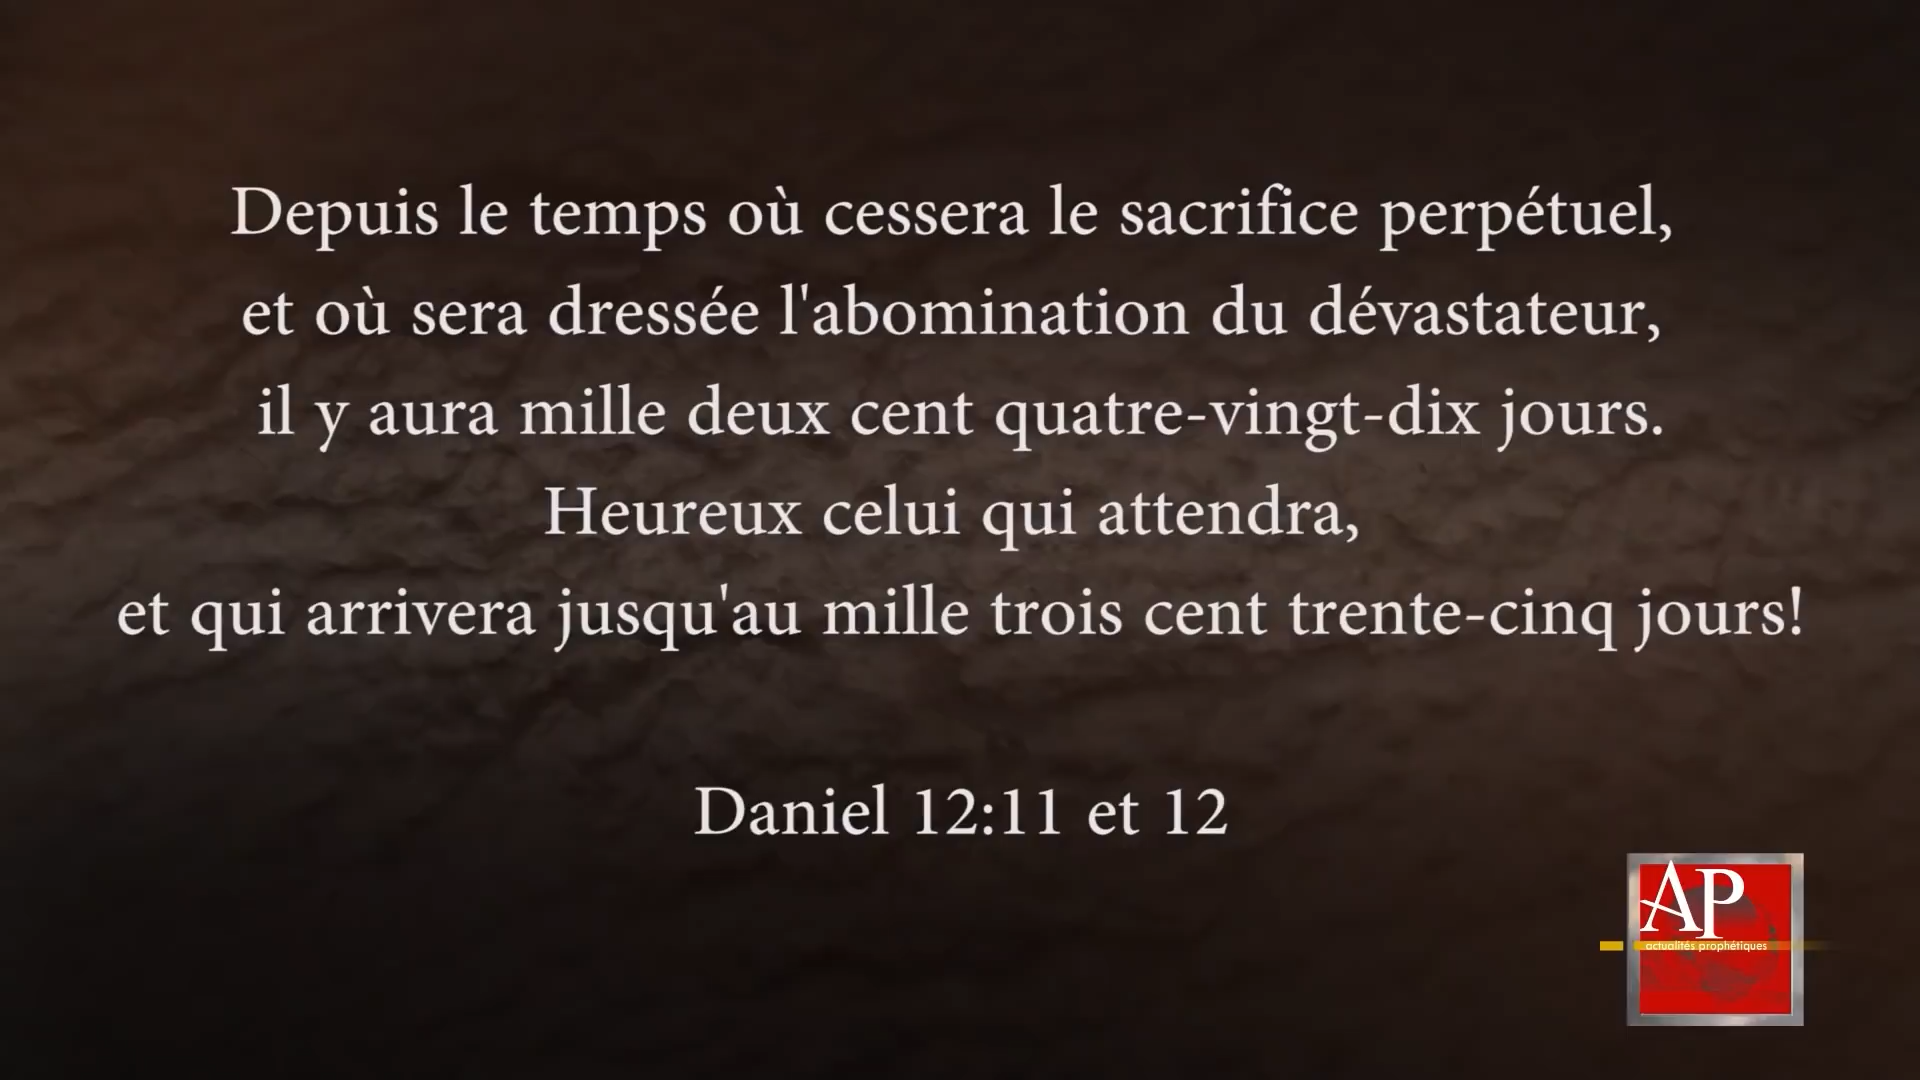 Depuis le temps où cessera le sacrifice perpétuel,
et où sera dressée l'abomination du dévastateur,
il y aura mille deux cent quatre-vingt-dix jours.
Heureux celui qui attendra,
et qui arrivera jusqu'au mille trois cent trente-cinq jours!
Daniel 12:11 et 12
AP
actualités prophétiques